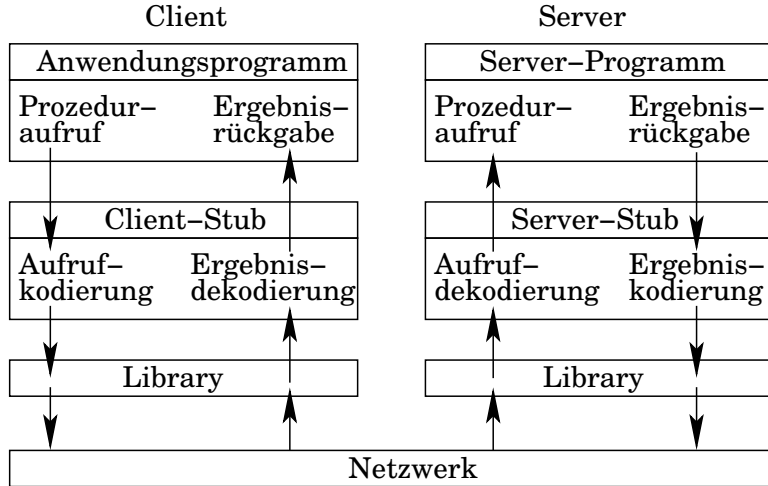 Client
Server
Anwendungsprogramm
Server–Programm
Prozedur–
aufruf
Ergebnis–
rückgabe
Prozedur–
aufruf
Ergebnis–
rückgabe
Client–Stub
Server–Stub
Aufruf–
kodierung
Ergebnis–
dekodierung
Aufruf–
dekodierung
Ergebnis–
kodierung
Library
Library
Netzwerk